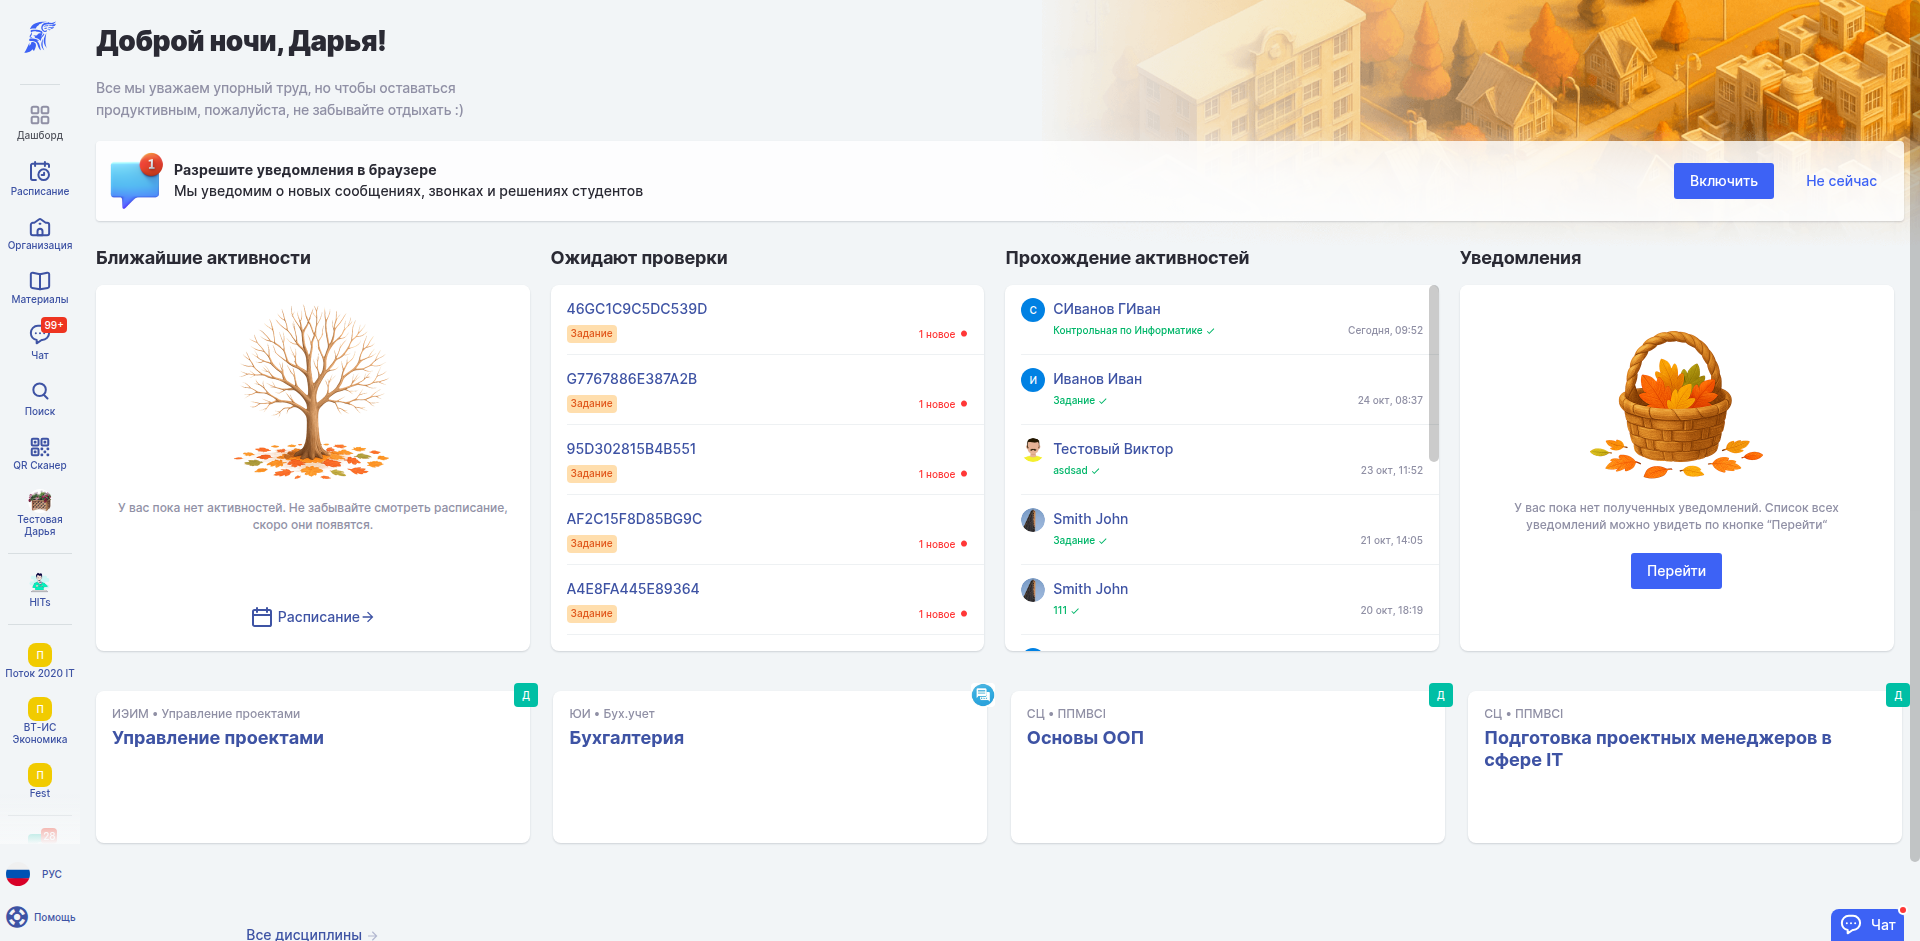 Доброй ночи, Дарья!
Все мы уважаем упорный труд, но чтобы оставаться
продуктивным, пожалуйста, не забывайте отдыхать :)
Дашборд
Расписание
Организация
Материалы
99+
Чат
Поиск
QR Сканер
Тестовая
Дарья
HITs
П
Поток 2020 IT
П
ВТ-ИС
Экономика
П
Fest
28
РУС
Помощь
1
Разрешите уведомления в браузере
Мы уведомим о новых сообщениях, звонках и решениях студентов
Включить
Не сейчас
Ближайшие активности
У вас пока нет активностей. Не забывайте смотреть расписание,
скоро они появятся.
Расписание
Ожидают проверки
46GC1C9C5DC539D
Задание
1 новое
G7767886E387A2B
Задание
1 новое
95D302815B4B551
Задание
1 новое
AF2C15F8D85BG9C
Задание
1 новое
A4E8FA445E89364
Задание
1 новое
Прохождение активностей
С
СИванов ГИван
Контрольная по Информатике
Сегодня, 09:52
И
Иванов Иван
Задание
24 окт, 08:37
Тестовый Виктор
asdsad
23 окт, 11:52
Smith John
Задание
21 окт, 14:05
Smith John
111
20 окт, 18:19
Уведомления
У вас пока нет полученных уведомлений. Список всех
уведомлений можно увидеть по кнопке “Перейти”
Перейти
Д
ИЭИМ • Управление проектами
Управление проектами
ЮИ • Бух.учет
Бухгалтерия
Д
СЦ • ППМВСІ
Основы ООП
Д
СЦ • ППМВСІ
Подготовка проектных менеджеров в
сфере IT
Все дисциплины
Чат